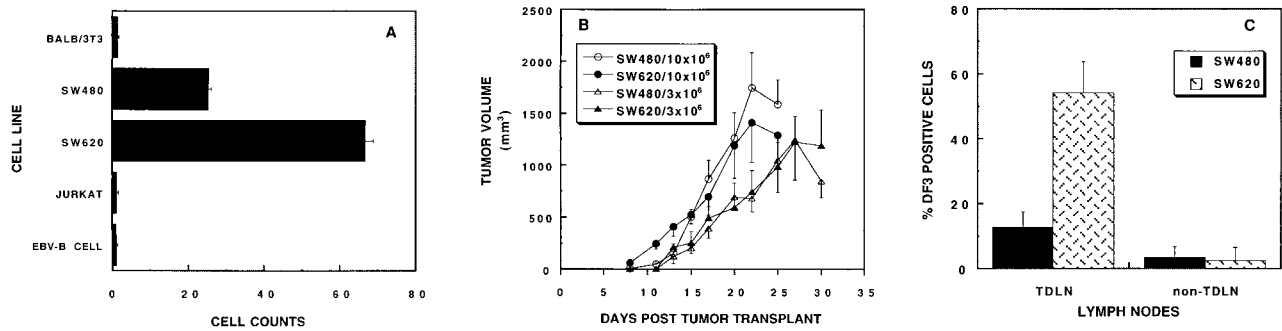 A
CELL LINE
BALB/3T3
SW480
SW620
JURKAT
EBV-B CELL
0 20 40 60 80
CELL COUNTS
B
TUMOR VOLUME
(mm³)
2500
2000
1500
1000
500
0
SW480/10x10⁶
SW620/10x10⁶
SW480/3x10⁶
SW620/3x10⁶
0 5 10 15 20 25 30 35
DAYS POST TUMOR TRANSPLANT
C
% DF3 POSITIVE CELLS
80
60
40
20
0
SW480
SW620
TDLN non-TDLN
LYMPH NODES